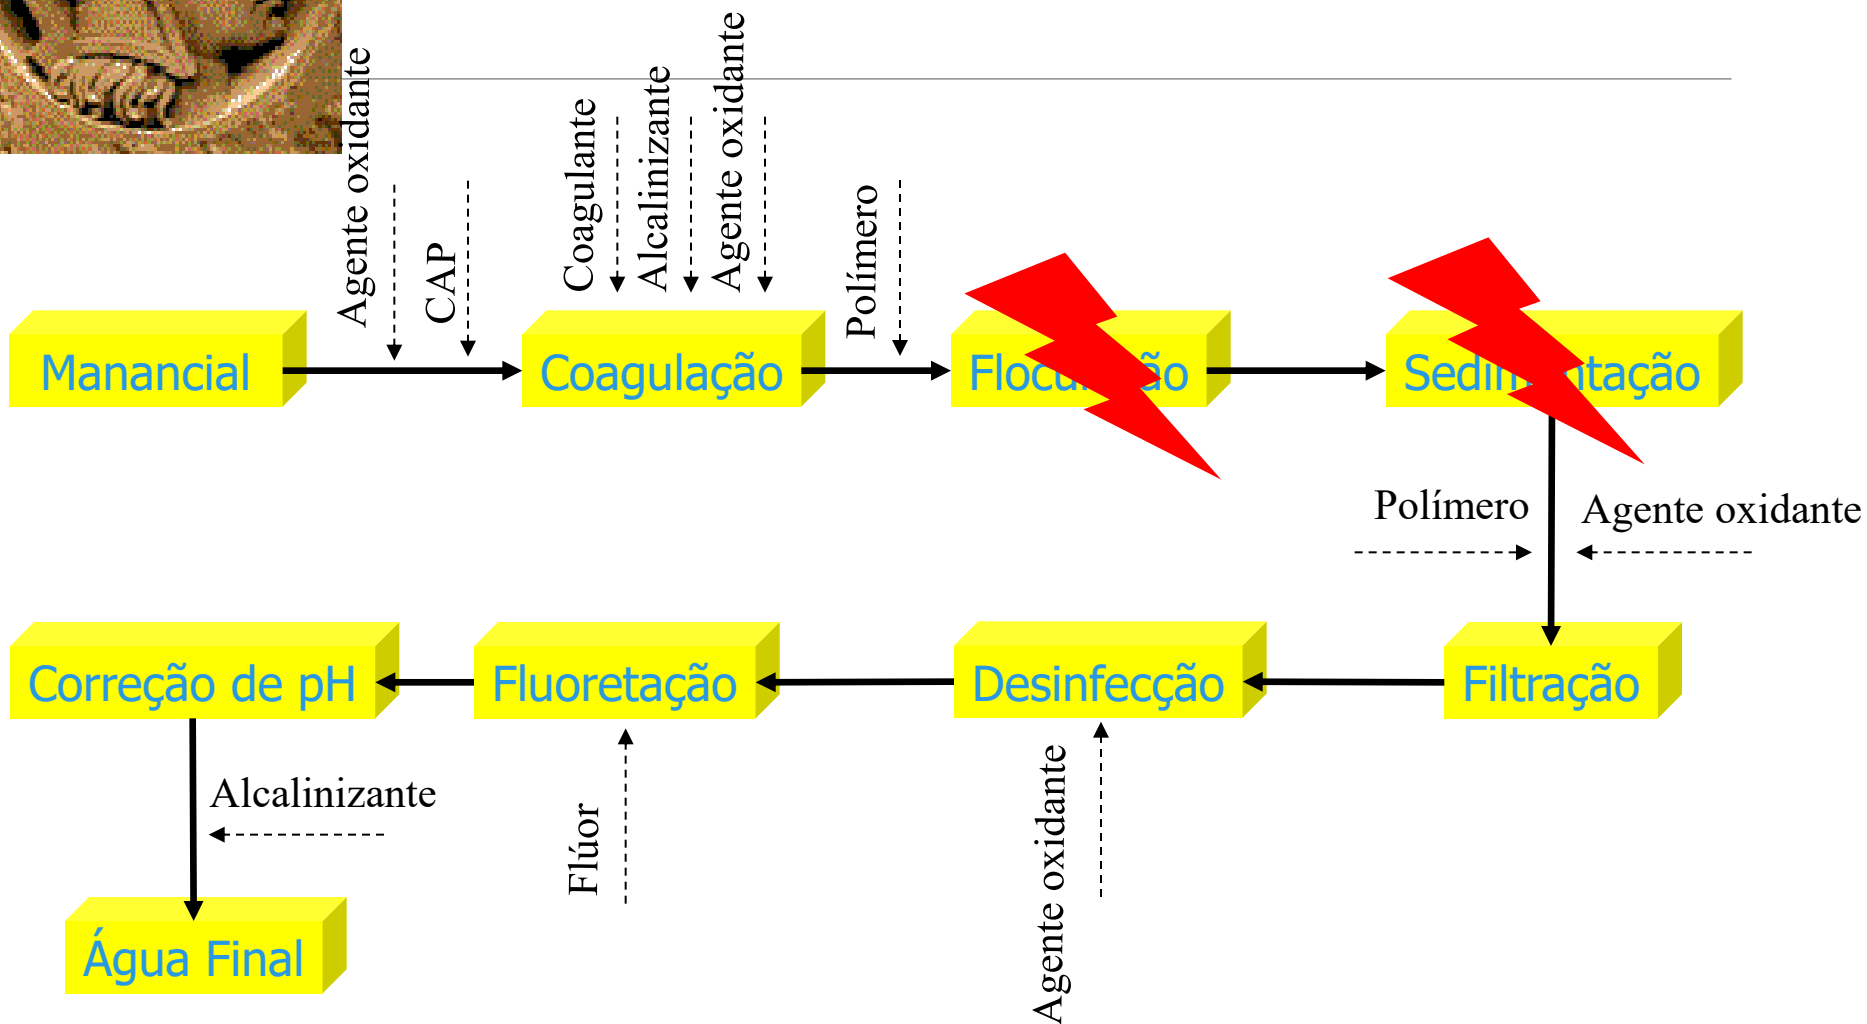 Agente oxidante
CAP
Coagulante
Alcalinizante
Agente oxidante
Polímero
Manancial
Coagulação
Floculação
Sedimentação
Polímero
Agente oxidante
Correção de pH
Fluoretação
Desinfecção
Filtração
Alcalinizante
Flúor
Agente oxidante
Água Final